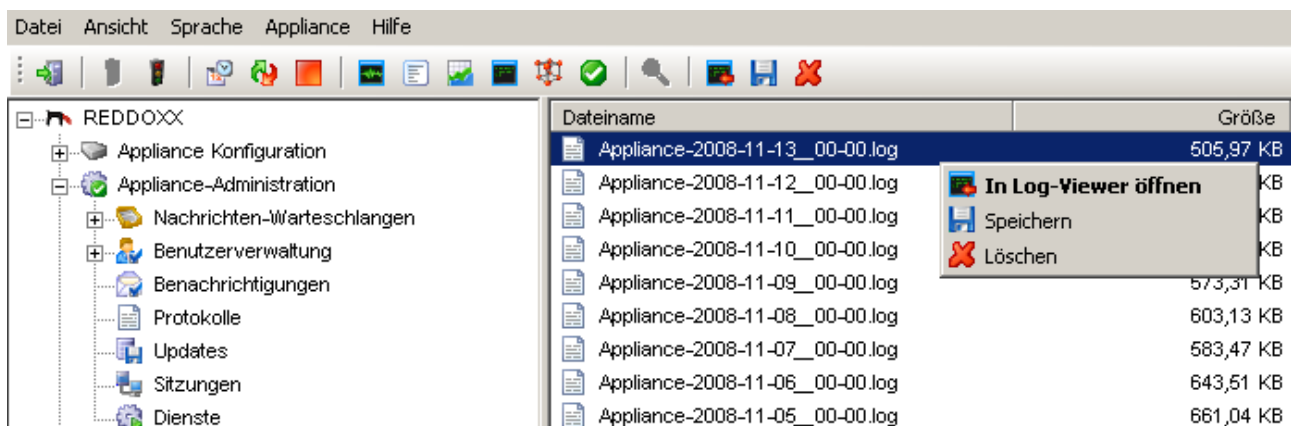 Datei Ansicht Sprache Appliance Hilfe
REDDOXX
Appliance Konfiguration
Appliance-Administration
Nachrichten-Warteschlangen
Benutzerverwaltung
Benachrichtigungen
Protokolle
Updates
Sitzungen
Dienste
Dateiname Größe
Appliance-2008-11-13__00-00.log 505,97 KB
Appliance-2008-11-12__00-00.log KB
Appliance-2008-11-11__00-00.log KB
Appliance-2008-11-10__00-00.log KB
Appliance-2008-11-09__00-00.log 573,31 KB
Appliance-2008-11-08__00-00.log 603,13 KB
Appliance-2008-11-07__00-00.log 583,47 KB
Appliance-2008-11-06__00-00.log 643,51 KB
Appliance-2008-11-05__00-00.log 661,04 KB
In Log-Viewer öffnen
Speichern
Löschen